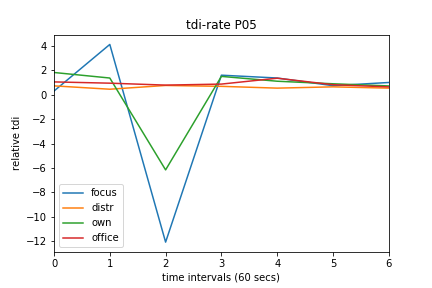 tdi-rate P05
relative tdi
4
2
0
−2
−4
−6
−8
−10
−12
focus
distr
own
office
0 1 2 3 4 5 6
time intervals (60 secs)